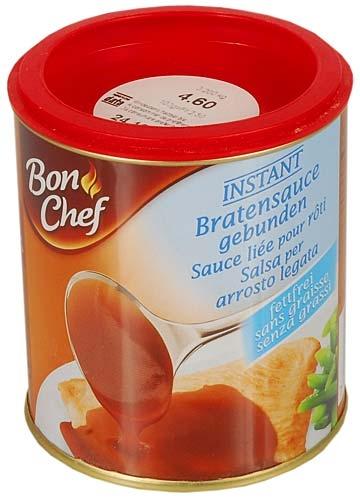 4.60
Bon
Chef
INSTANT
Bratensauce
gebunden
Sauce liée pour rôti
Salsa per
arrosto legata
fettfrei
sans graisse
senza grassi